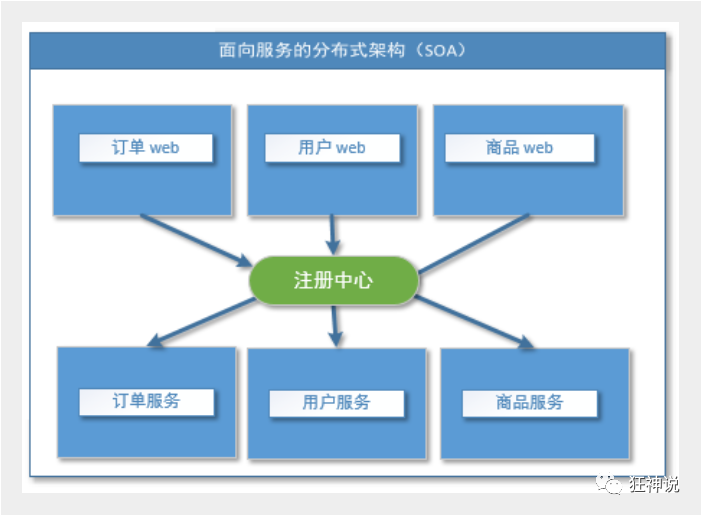 面向服务的分布式架构（SOA）
订单 web
用户 web
商品 web
注册中心
订单服务
用户服务
商品服务
狂神说